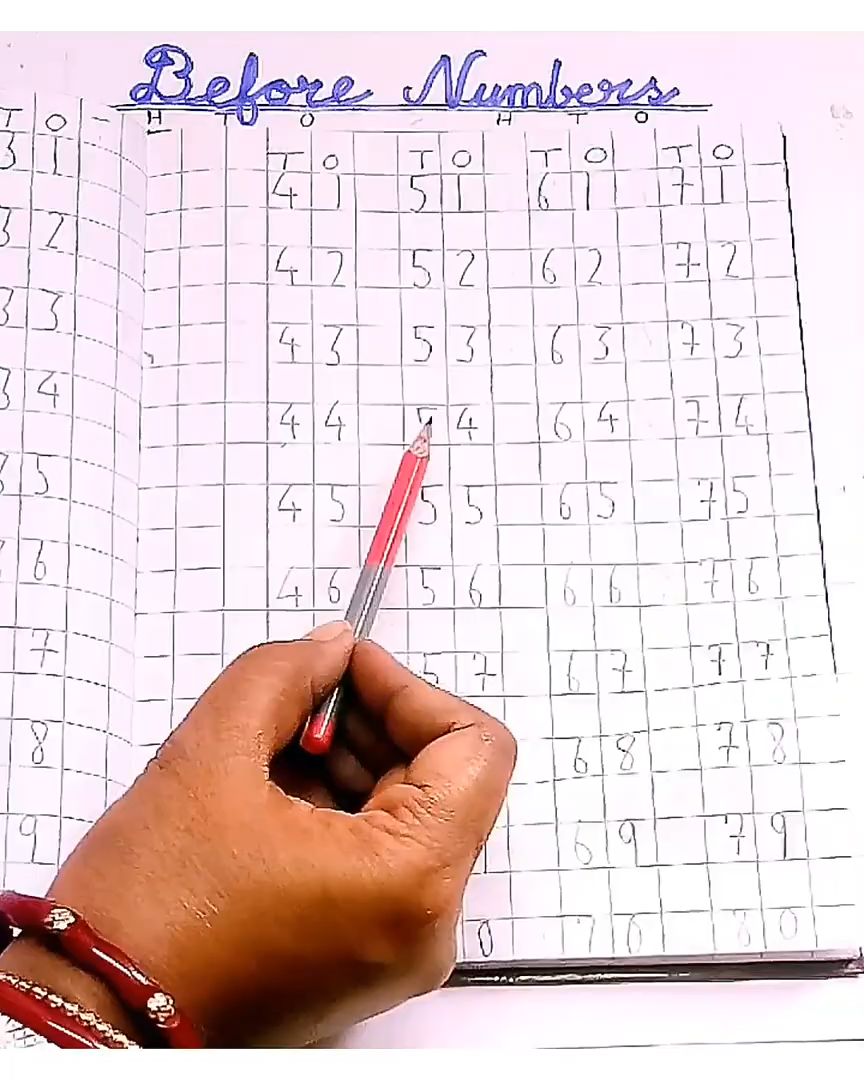 Before Numbers
H T O H T O
T O - T O T O T O T O
3 1 4 1 5 1 6 1 7 1
3 2 4 2 5 2 6 2 7 2
3 3 4 3 5 3 6 3 7 3
3 4 4 4 5 4 6 4 7 4
5 4 5 5 5 6 5 7 5
6 4 6 5 6 6 6 7 6
7 5 7 6 7 7 7
8 6 8 7 8
9 6 9 7 9
0 7 0 8 0